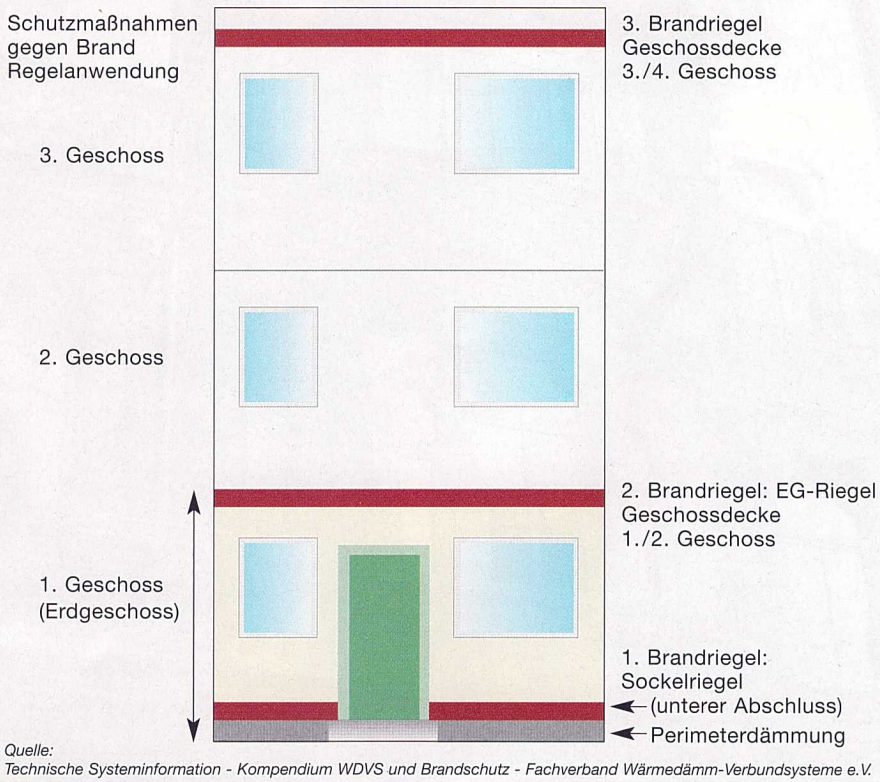 Schutzmaßnahmen
gegen Brand
Regelanwendung
3. Brandriegel
Geschossdecke
3./4. Geschoss
3. Geschoss
2. Geschoss
2. Brandriegel: EG-Riegel
Geschossdecke
1./2. Geschoss
1. Geschoss
(Erdgeschoss)
1. Brandriegel:
Sockelriegel
(unterer Abschluss)
Perimeterdämmung
Quelle:
Technische Systeminformation - Kompendium WDVS und Brandschutz - Fachverband Wärmedämm-Verbundsysteme e.V.